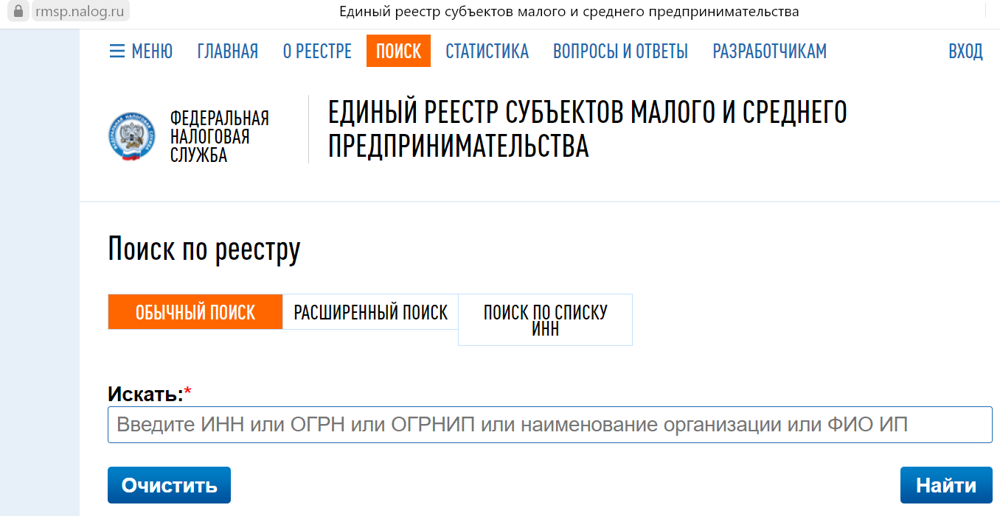 rmsp.nalog.ru
Единый реестр субъектов малого и среднего предпринимательства
МЕНЮ ГЛАВНАЯ О РЕЕСТРЕ ПОИСК СТАТИСТИКА ВОПРОСЫ И ОТВЕТЫ РАЗРАБОТЧИКАМ ВХОД
ФЕДЕРАЛЬНАЯ
НАЛОГОВАЯ
СЛУЖБА
ЕДИНЫЙ РЕЕСТР СУБЪЕКТОВ МАЛОГО И СРЕДНЕГО
ПРЕДПРИНИМАТЕЛЬСТВА
Поиск по реестру
ОБЫЧНЫЙ ПОИСК
РАСШИРЕННЫЙ ПОИСК
ПОИСК ПО СПИСКУ
ИНН
Искать:*
Введите ИНН или ОГРН или ОГРНИП или наименование организации или ФИО ИП
Очистить
Найти